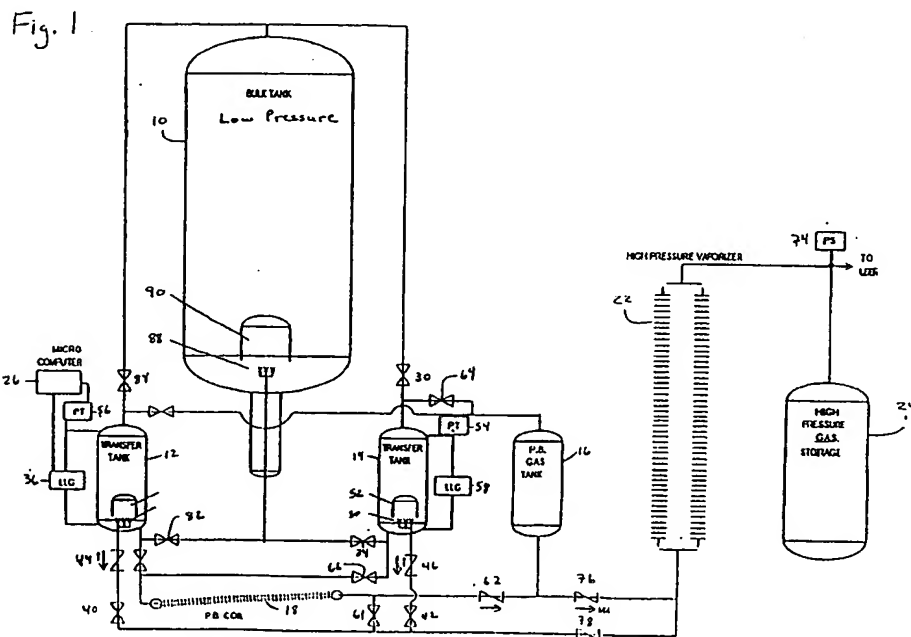 Fig. 1
BULK TANK
Low Pressure
10
74
PS
HIGH PRESSURE VAPORIZER
TO
USER
22
90
88
MICRO
COMPUTER
26
84
30
64
PT
56
PT
54
TRANSFER
TANK
12
TRANSFER
TANK
14
P.B.
GAS
TANK
16
HIGH
PRESSURE
GAS
STORAGE
24
36
LLG
LLG
58
52
50
82
34
44
66
46
62
76
40
P.B. COIL
18
61
42
78